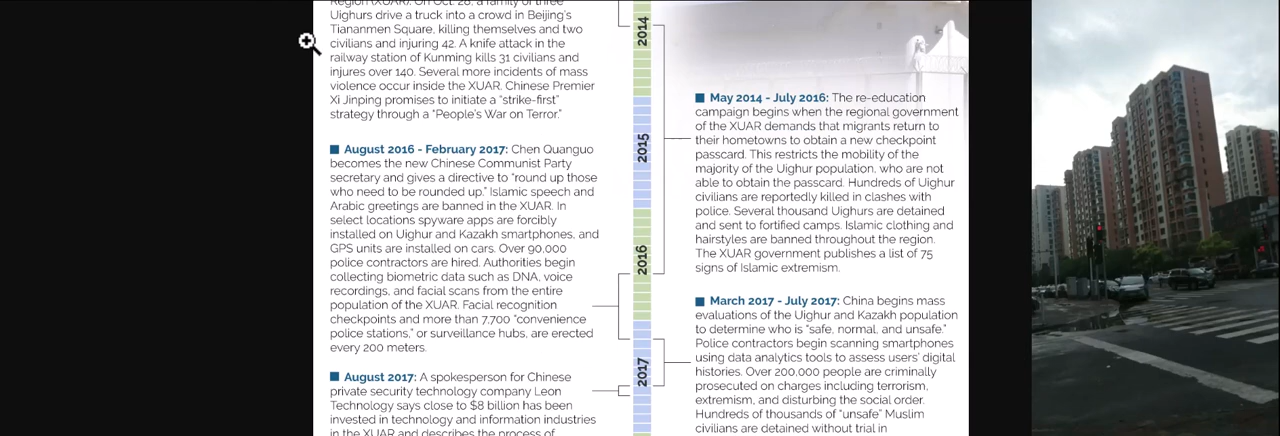 Region (XUAR). On Oct. 28, a family of three
Uighurs drive a truck into a crowd in Beijing's
Tiananmen Square, killing themselves and two
civilians and injuring 42. A knife attack in the
railway station of Kunming kills 31 civilians and
injures over 140. Several more incidents of mass
violence occur inside the XUAR. Chinese Premier
Xi Jinping promises to initiate a "strike-first"
strategy through a "People's War on Terror."
August 2016 - February 2017: Chen Quanguo
becomes the new Chinese Communist Party
secretary and gives a directive to "round up those
who need to be rounded up." Islamic speech and
Arabic greetings are banned in the XUAR. In
select locations spyware apps are forcibly
installed on Uighur and Kazakh smartphones, and
GPS units are installed on cars. Over 90,000
police contractors are hired. Authorities begin
collecting biometric data such as DNA, voice
recordings, and facial scans from the entire
population of the XUAR. Facial recognition
checkpoints and more than 7,700 "convenience
police stations," or surveillance hubs, are erected
every 200 meters.
August 2017: A spokesperson for Chinese
private security technology company Leon
Technology says close to $8 billion has been
invested in technology and information industries
in the XUAR and describes the process of
2014
2015
2016
2017
May 2014 - July 2016: The re-education
campaign begins when the regional government
of the XUAR demands that migrants return to
their hometowns to obtain a new checkpoint
passcard. This restricts the mobility of the
majority of the Uighur population, who are not
able to obtain the passcard. Hundreds of Uighur
civilians are reportedly killed in clashes with
police. Several thousand Uighurs are detained
and sent to fortified camps. Islamic clothing and
hairstyles are banned throughout the region.
The XUAR government publishes a list of 75
signs of Islamic extremism.
March 2017 - July 2017: China begins mass
evaluations of the Uighur and Kazakh population
to determine who is "safe, normal, and unsafe."
Police contractors begin scanning smartphones
using data analytics tools to assess users' digital
histories. Over 200,000 people are criminally
prosecuted on charges including terrorism,
extremism, and disturbing the social order.
Hundreds of thousands of "unsafe" Muslim
civilians are detained without trial in